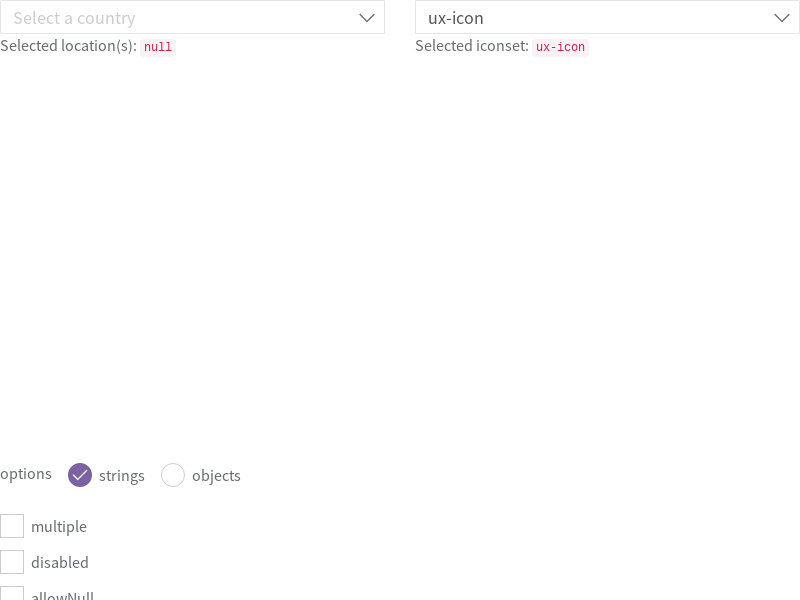 Select a country
ux-icon
Selected location(s): null
Selected iconset: ux-icon
options strings objects
multiple
disabled
allowNull